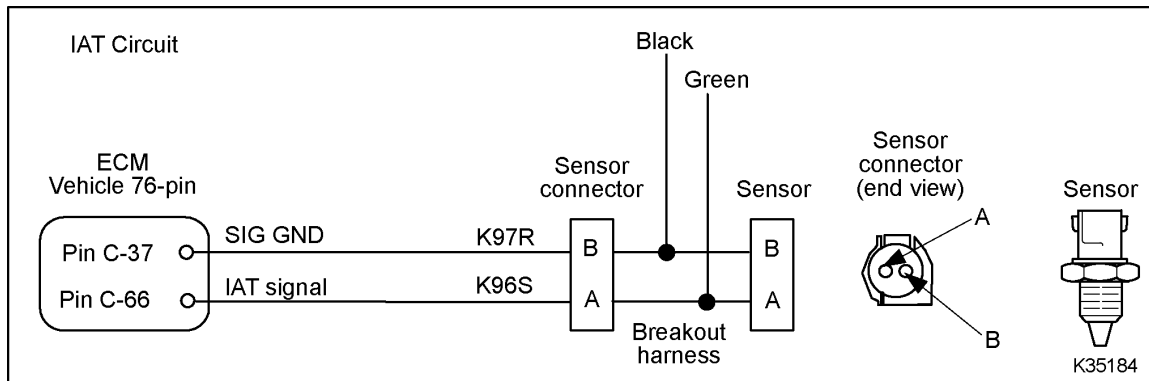 IAT Circuit
Black
Green
ECM
Vehicle 76-pin
Sensor
connector
Sensor
Sensor
connector
(end view)
Sensor
A
Pin C-37
SIG GND
K97R
B
B
Pin C-66
IAT signal
K96S
A
A
Breakout
harness
B
K35184